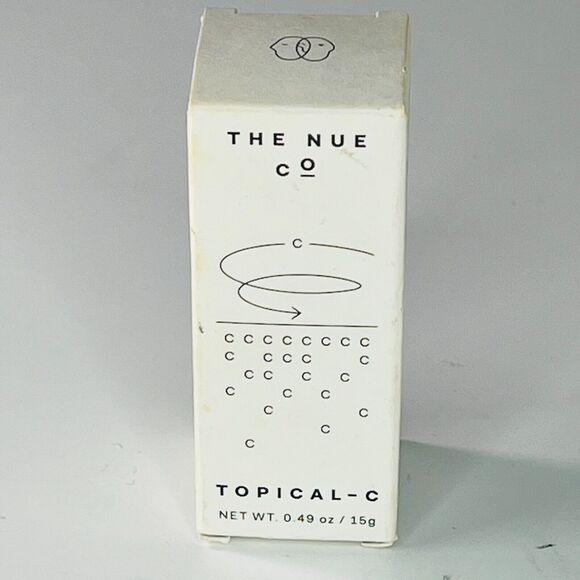 THE NUE
CO
C
C C C C C C C C
C C C C C
C C C C
C C C
C C
C
C
TOPICAL-C
NET WT. 0.49 oz / 15g